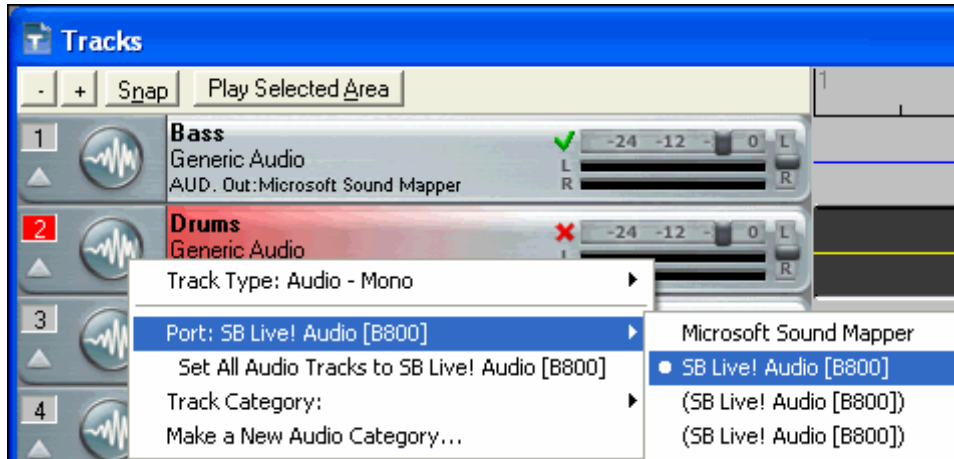 Tracks
- + Snap Play Selected Area
1
1 Bass
Generic Audio
AUD. Out:Microsoft Sound Mapper
-24 -12 - 0 L
L
R R
2 Drums
Generic Audio
-24 -12 - 0 L
R
Track Type: Audio - Mono
3
Port: SB Live! Audio [B800]
Set All Audio Tracks to SB Live! Audio [B800]
4 Track Category:
Make a New Audio Category...
Microsoft Sound Mapper
SB Live! Audio [B800]
(SB Live! Audio [B800])
(SB Live! Audio [B800])